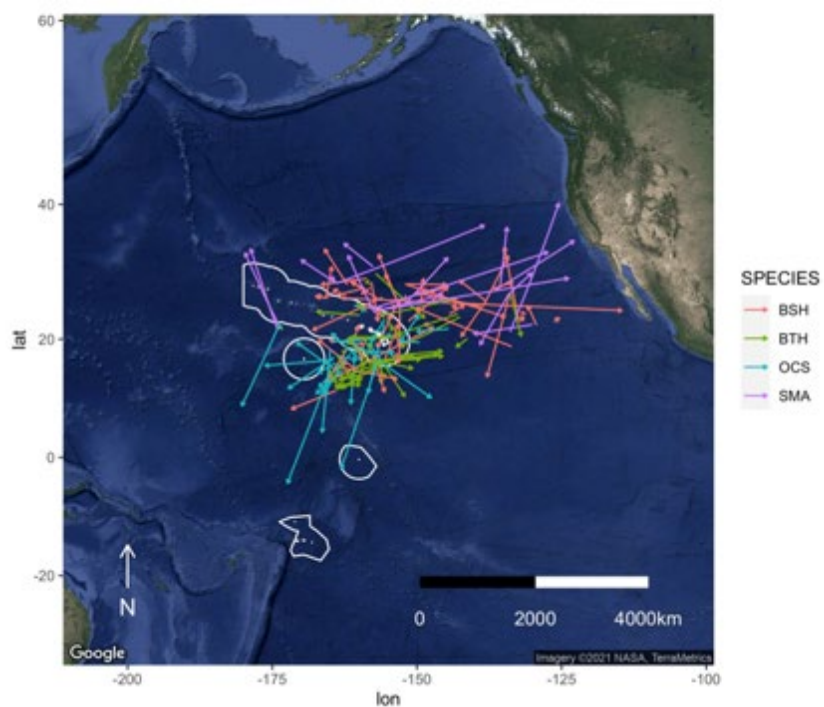 60
40
20
0
-20
lat
N
Google
0 2000 4000km
Imagery ©2021 NASA, TerraMetrics
-200 -175 -150 -125 -100
lon
SPECIES
BSH
BTH
OCS
SMA